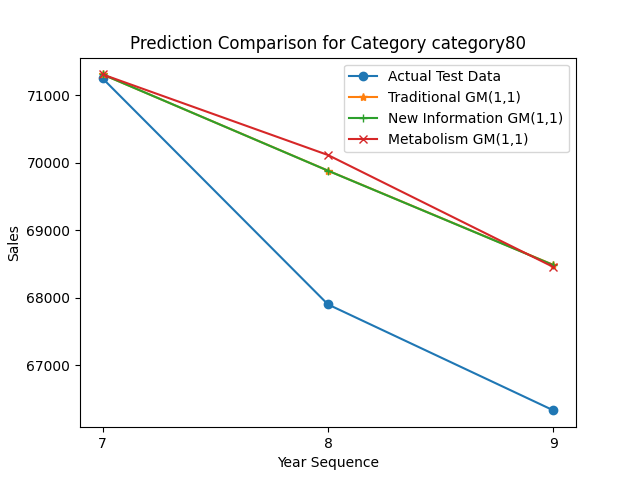 Prediction Comparison for Category category80
Actual Test Data
Traditional GM(1,1)
New Information GM(1,1)
Metabolism GM(1,1)
Sales
71000
70000
69000
68000
67000
7
8
9
Year Sequence